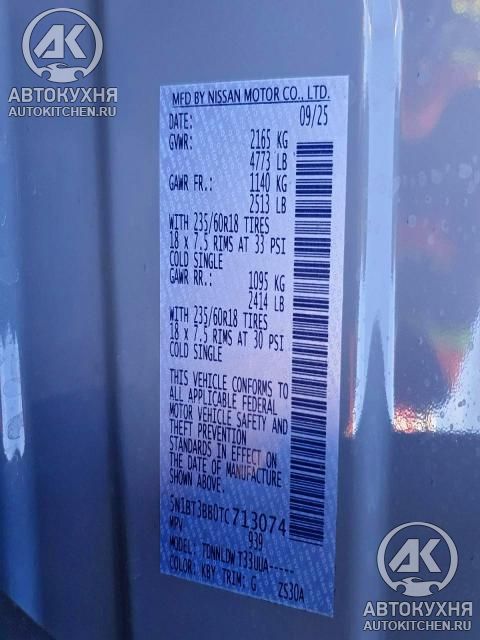 AK
АВТОКУХНЯ
AUTOKITCHEN.RU
MFD BY NISSAN MOTOR CO., LTD.
DATE: 09/25
GVWR: 2165 KG
4773 LB
GAWR FR.: 1140 KG
2513 LB
WITH 235/60R18 TIRES
18 x 7.5 RIMS AT 33 PSI
COLD SINGLE
GAWR RR.: 1095 KG
2414 LB
WITH 235/60R18 TIRES
18 x 7.5 RIMS AT 30 PSI
COLD SINGLE
THIS VEHICLE CONFORMS TO
ALL APPLICABLE FEDERAL
MOTOR VEHICLE SAFETY AND
THEFT PREVENTION
STANDARDS IN EFFECT ON
THE DATE OF MANUFACTURE
SHOWN ABOVE.
5N1BT3BB0TC713074
MPV 939
MODEL: TDNNLDW T33UUA-----
COLOR: KBY TRIM: G ZS30A
AK
АВТОКУХНЯ
AUTOKITCHEN.RU